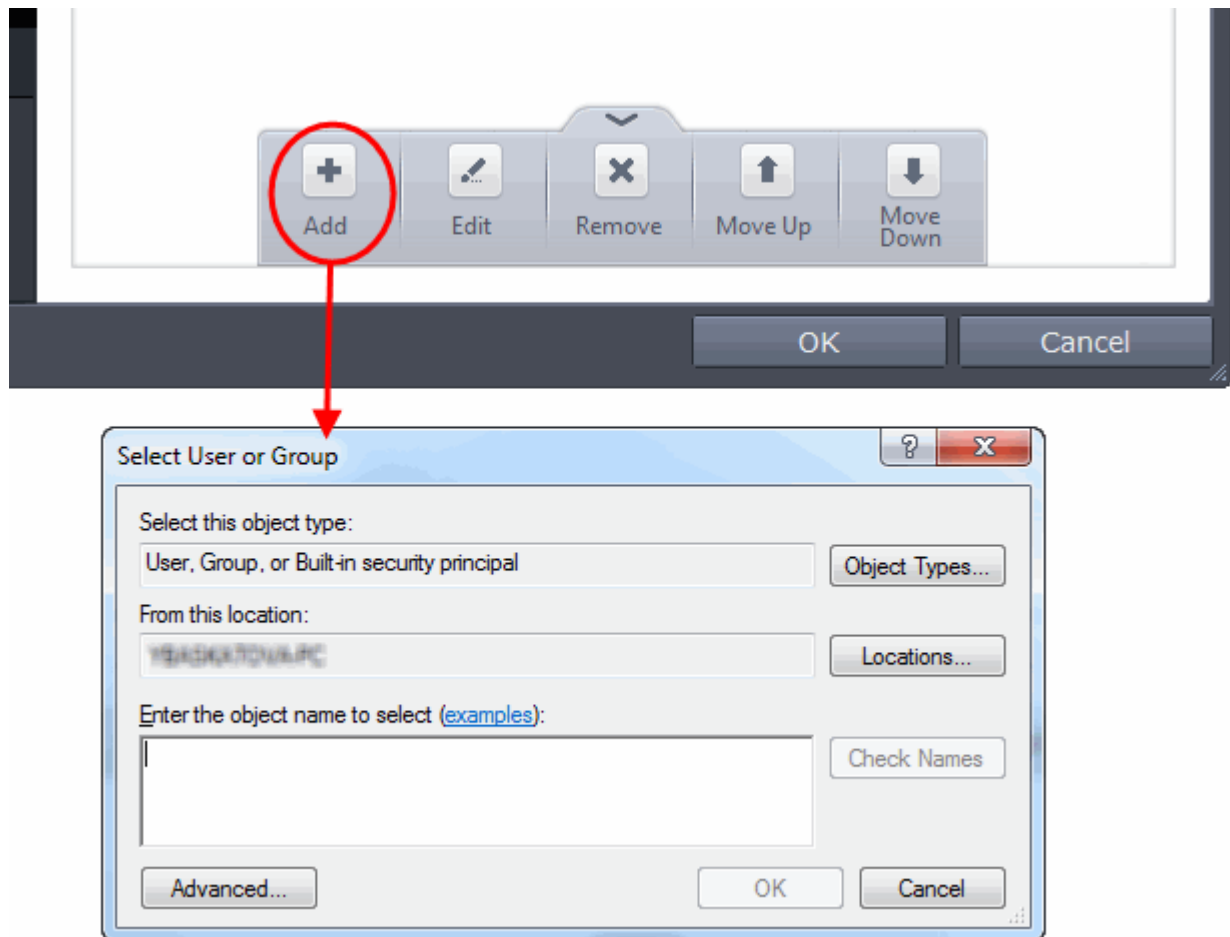 Add Edit Remove Move Up Move
Down
OK Cancel
Select User or Group
Select this object type:
User, Group, or Built-in security principal Object Types...
From this location:
Locations...
Enter the object name to select (examples):
Check Names
Advanced... OK Cancel